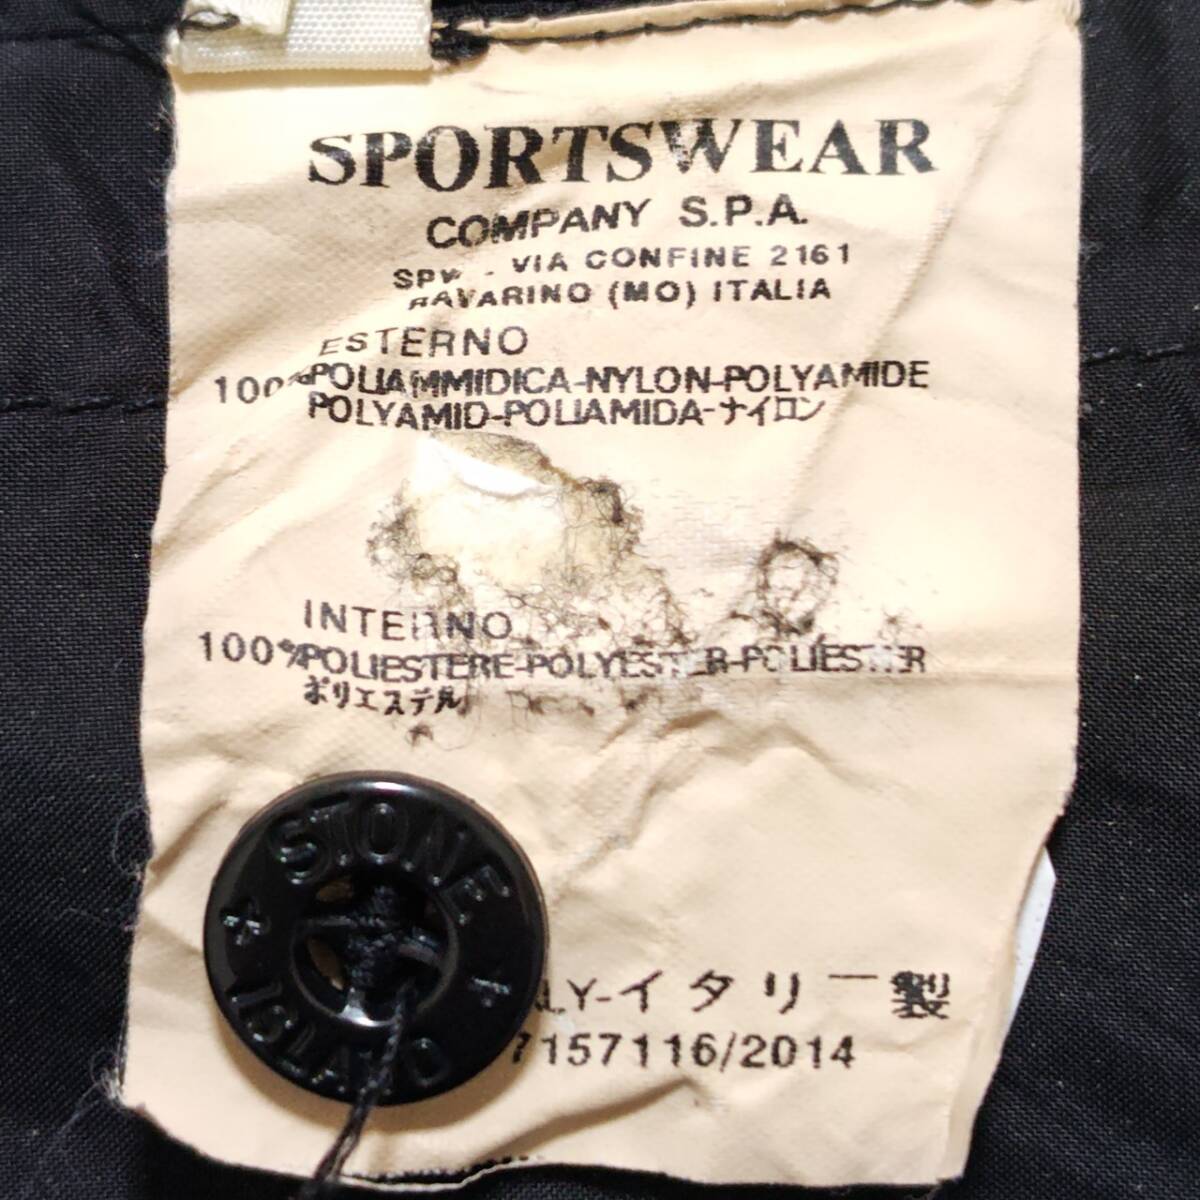 SPORTSWEAR
COMPANY S.P.A.
VIA CONFINE 2161
RAVARINO (MO) ITALIA
ESTERNO
100% POLIAMMIDICA-NYLON-POLYAMIDE
POLYAMID-POLIAMIDA-ナイロン
INTERNO
100% POLIESTERE-POLYESTER-POLIESTER
ポリエステル
STONE
ISLAND
LY-イタリー製
7157116/2014